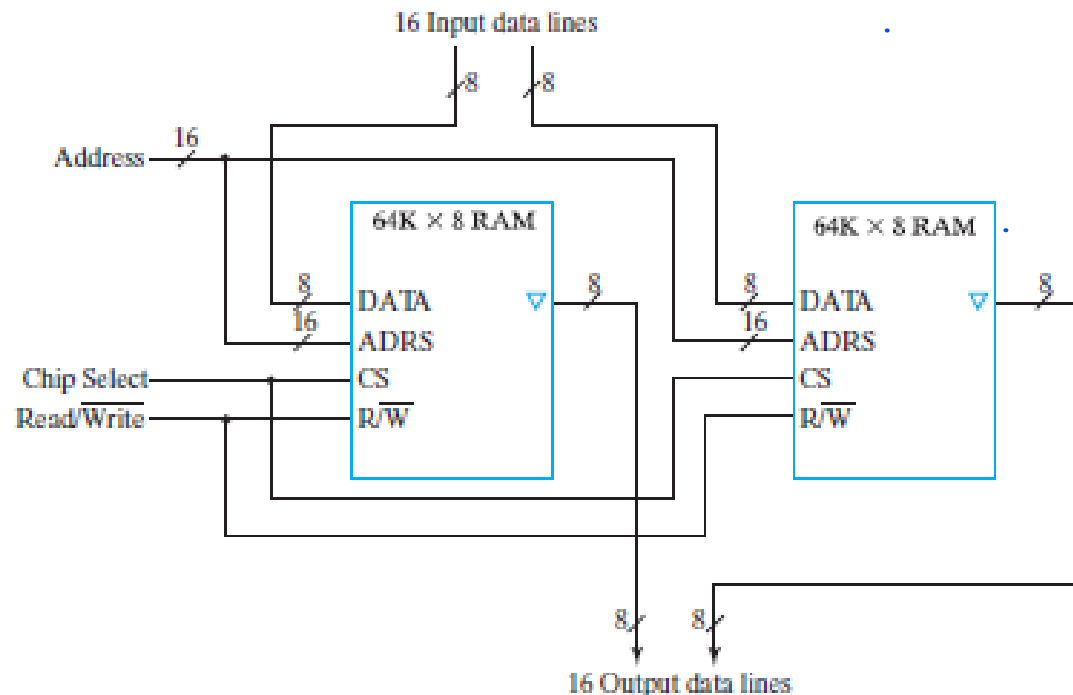 16 Input data lines
8 8
16
Address
64K × 8 RAM 64K × 8 RAM
8 DATA ▽ 8 8 DATA ▽ 8
16 ADRS 16 ADRS
Chip Select CS CS
Read/W̅r̅i̅t̅e̅ R/W̅ R/W̅
8 8
16 Output data lines